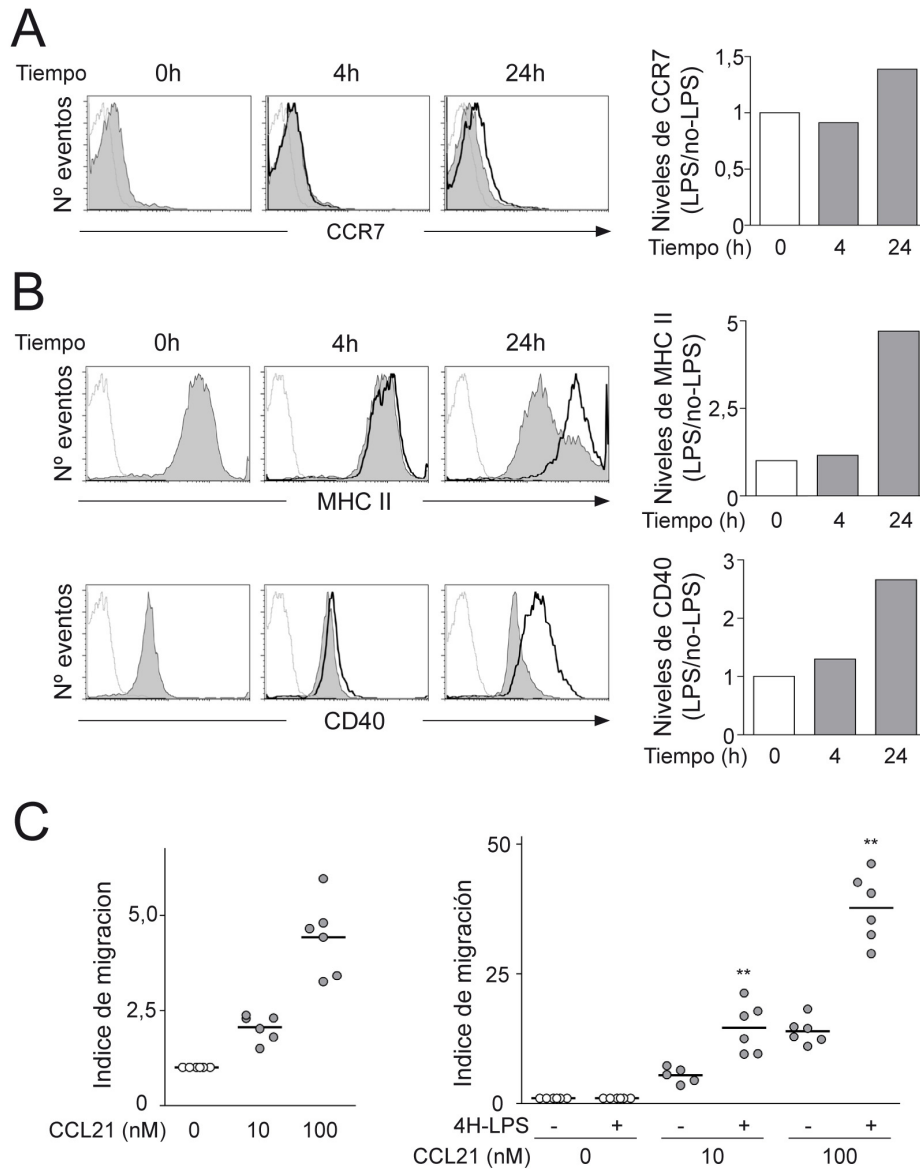 A
Tiempo 0h 4h 24h
Nº eventos
CCR7
Niveles de CCR7
(LPS/no-LPS)
1,5
1
0,5
0
Tiempo (h) 0 4 24
B
Tiempo 0h 4h 24h
Nº eventos
MHC II
Niveles de MHC II
(LPS/no-LPS)
5
2,5
0
Tiempo (h) 0 4 24
Nº eventos
CD40
Niveles de CD40
(LPS/no-LPS)
3
2
1
0
Tiempo (h) 0 4 24
C
Indice de migracion
5,0
2,5
0
CCL21 (nM) 0 10 100
Indice de migración
50
25
0
**
**
4H-LPS - + - + - +
CCL21 (nM) 0 10 100